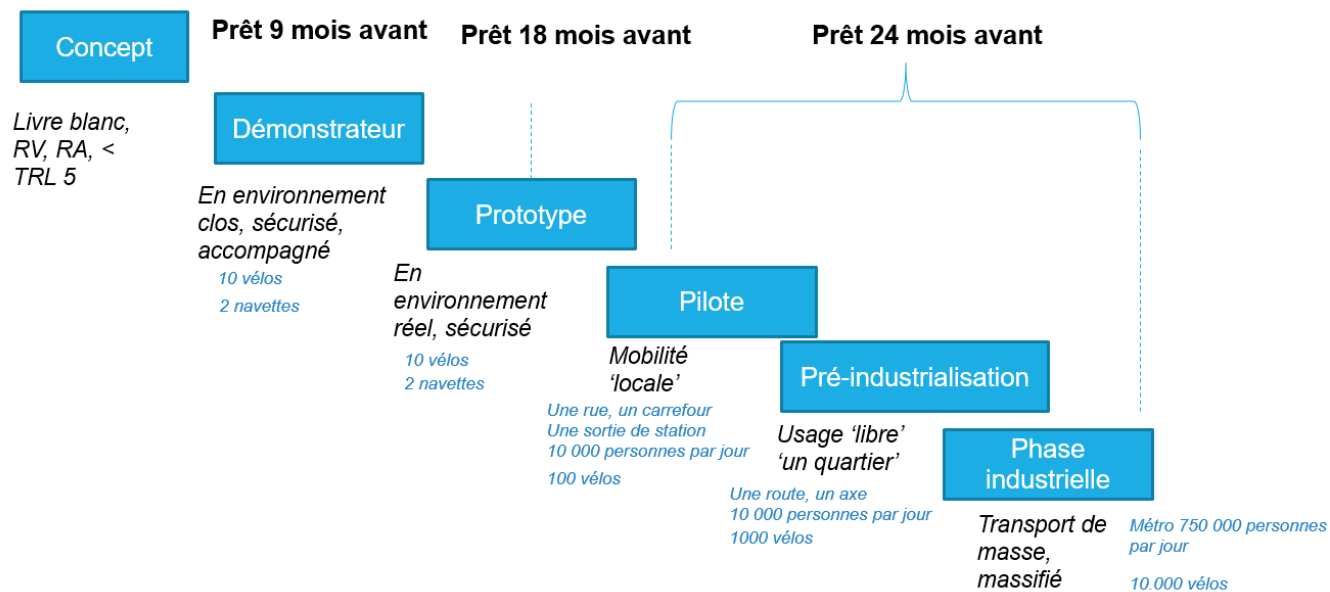 Concept
Prêt 9 mois avant
Prêt 18 mois avant
Prêt 24 mois avant
Livre blanc,
RV, RA, <
TRL 5
Démonstrateur
En environnement
clos, sécurisé,
accompagné
10 vélos
2 navettes
Prototype
En
environnement
réel, sécurisé
10 vélos
2 navettes
Pilote
Mobilité
‘locale’
Une rue, un carrefour
Une sortie de station
10 000 personnes par jour
100 vélos
Pré-industrialisation
Usage ‘libre’
‘un quartier’
Une route, un axe
10 000 personnes par jour
1000 vélos
Phase
industrielle
Transport de
masse,
massifié
Métro 750 000 personnes
par jour
10.000 vélos